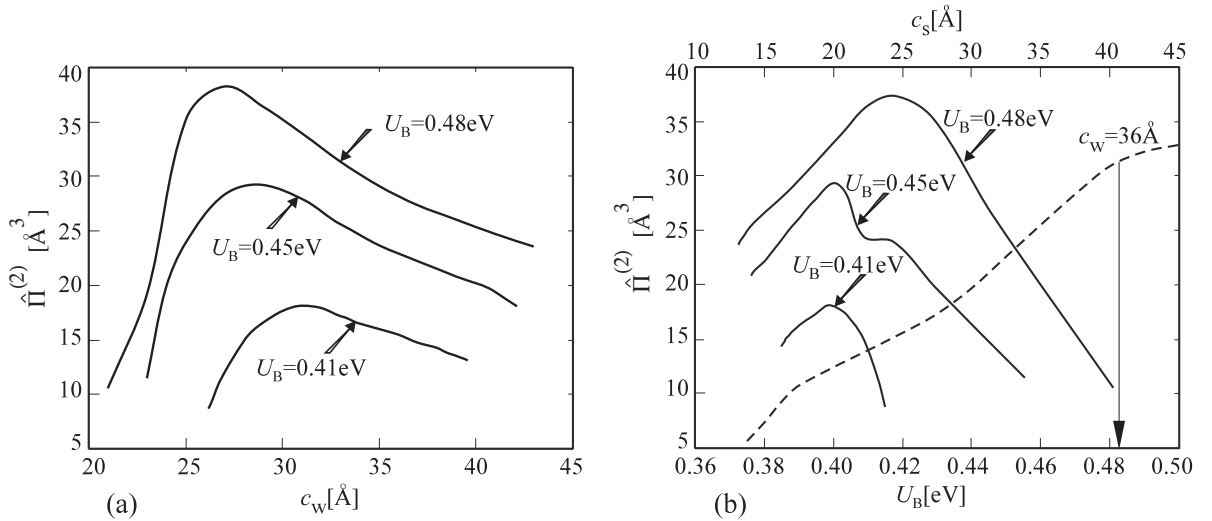 40
35
30
25
20
15
10
5
20 25 30 35 40 45
Π̂⁽²⁾ [Å³]
c_W[Å]
U_B=0.48eV
U_B=0.45eV
U_B=0.41eV
(a)
c_S[Å]
10 15 20 25 30 35 40 45
40
35
30
25
20
15
10
5
0.36 0.38 0.40 0.42 0.44 0.46 0.48 0.50
Π̂⁽²⁾ [Å³]
U_B[eV]
U_B=0.48eV
c_W=36Å
U_B=0.45eV
U_B=0.41eV
(b)